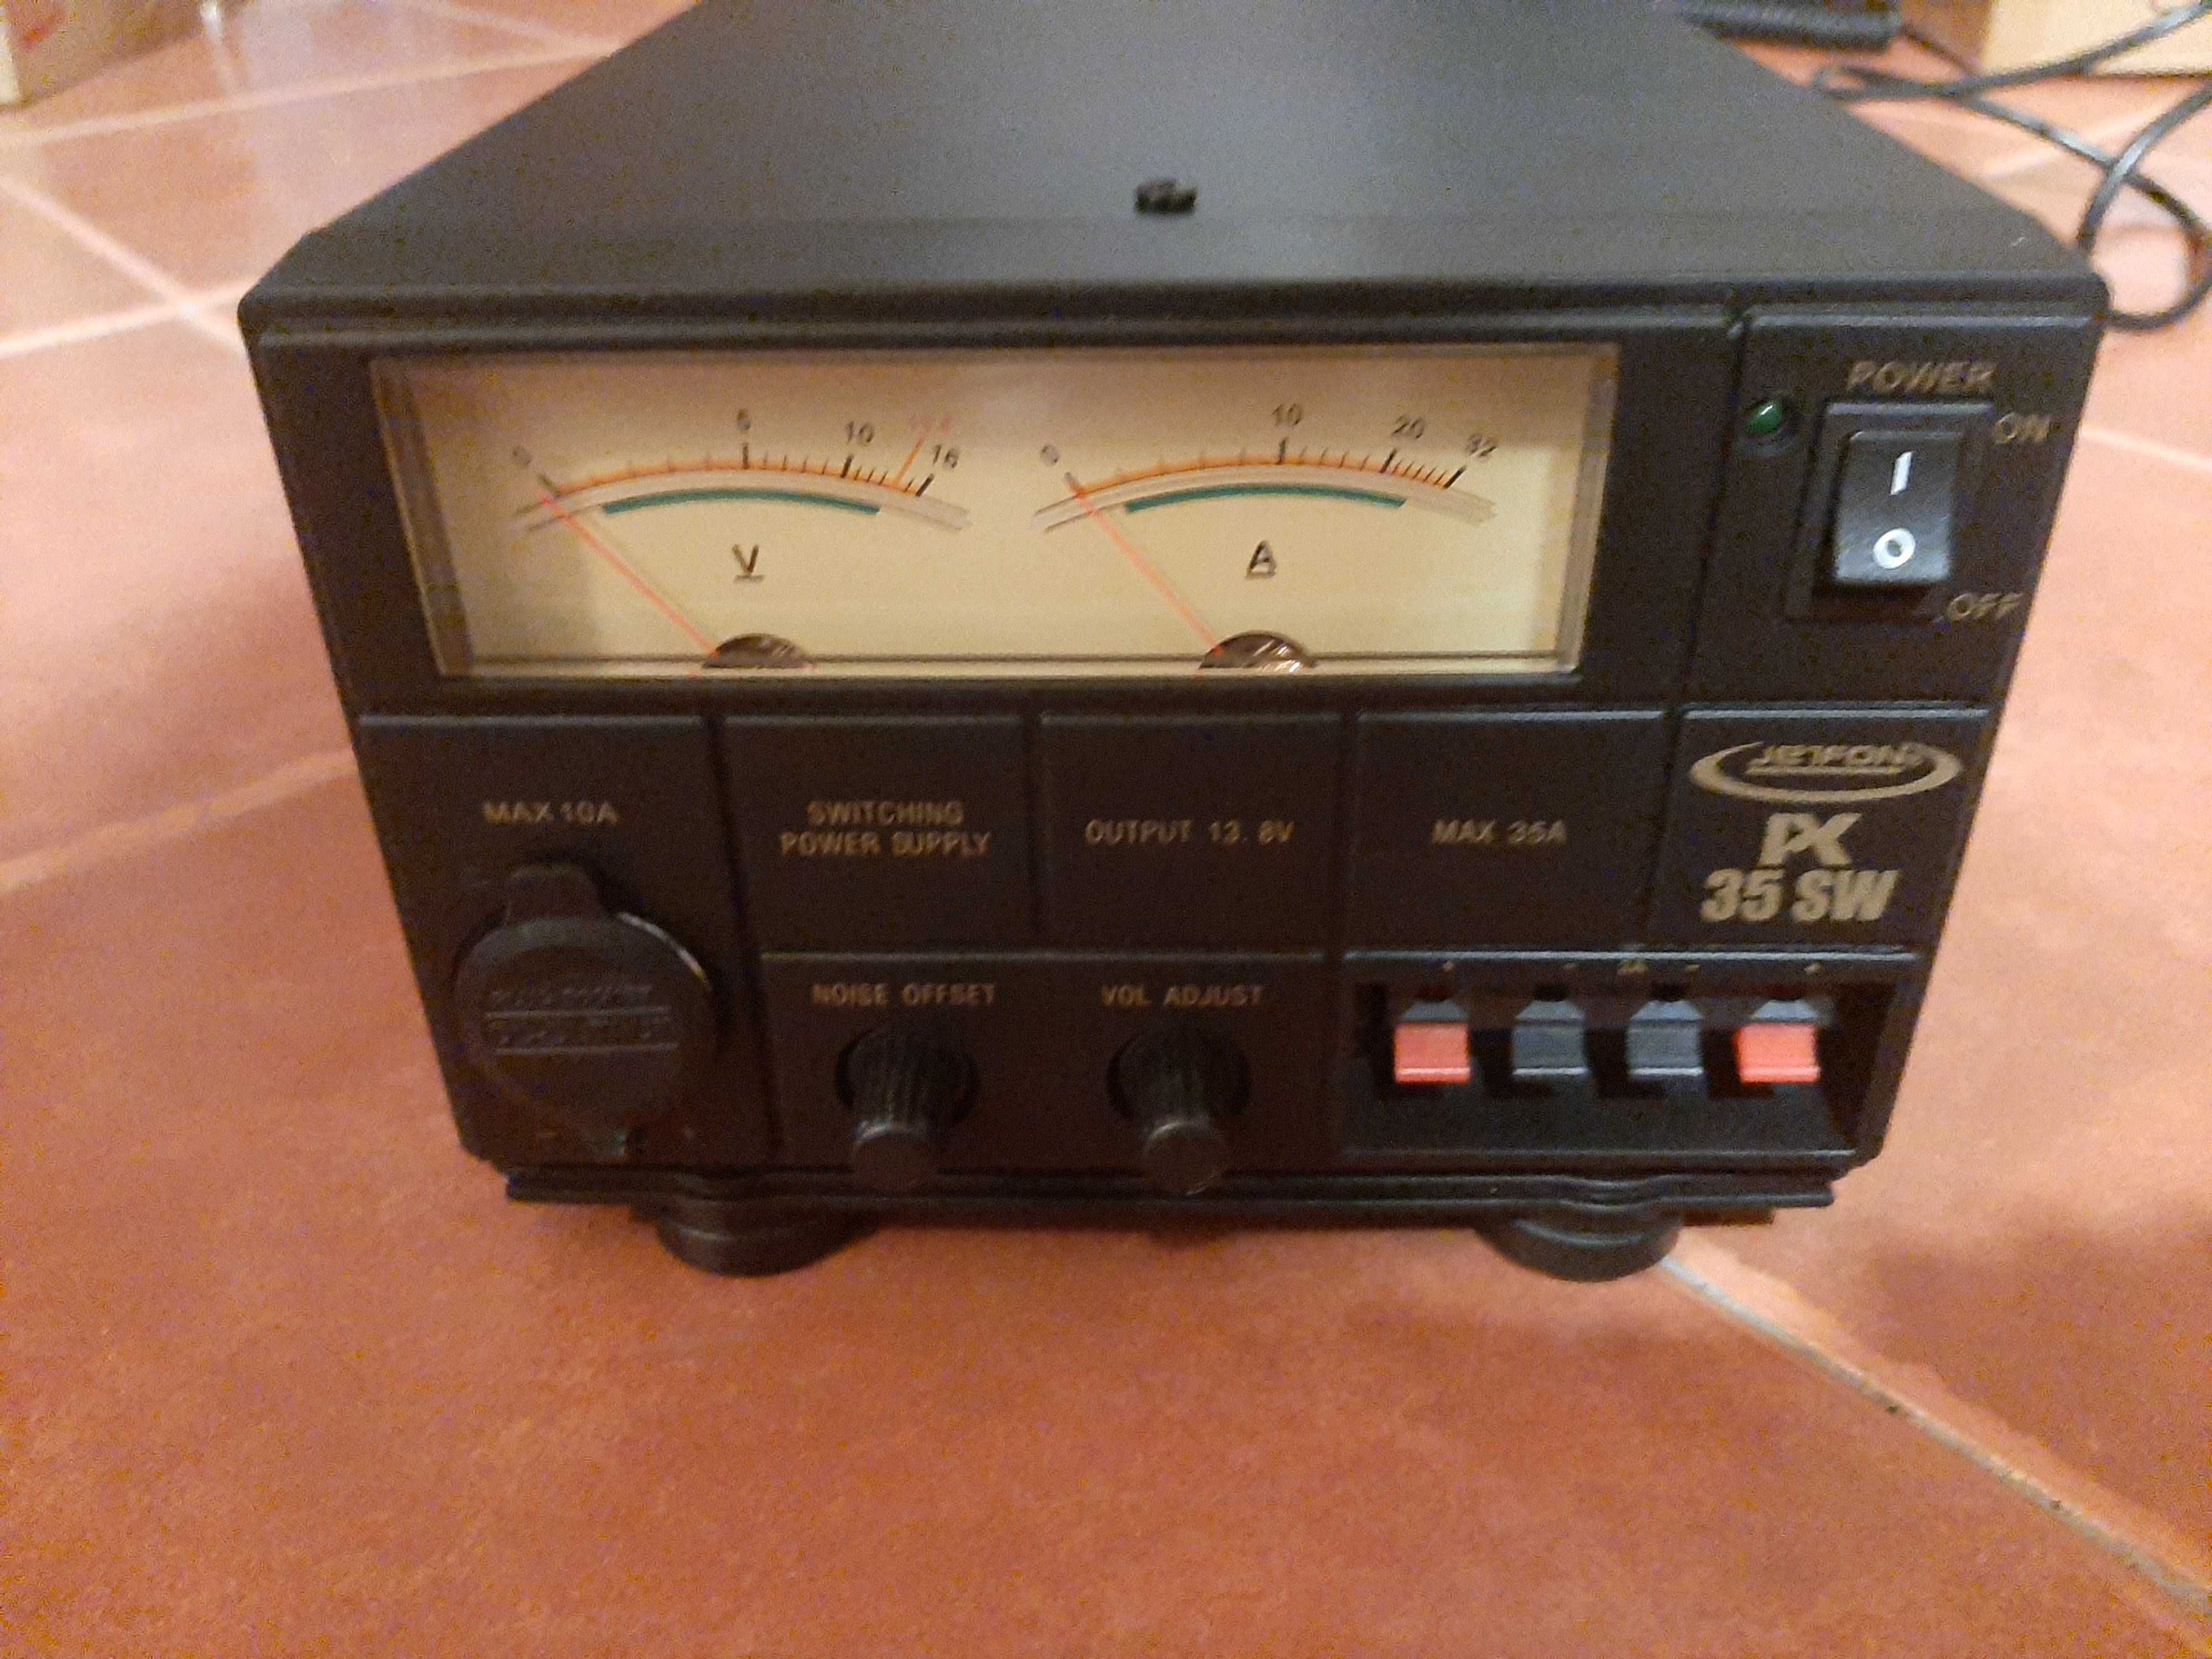 0 5 10 16
V
0 10 20 32
A
POWER
ON
I
O
OFF
MAX 10A
SWITCHING
POWER SUPPLY
OUTPUT 13.8V
MAX 35A
JETFON
PC
35 SW
NOISE OFFSET
VOL ADJUST